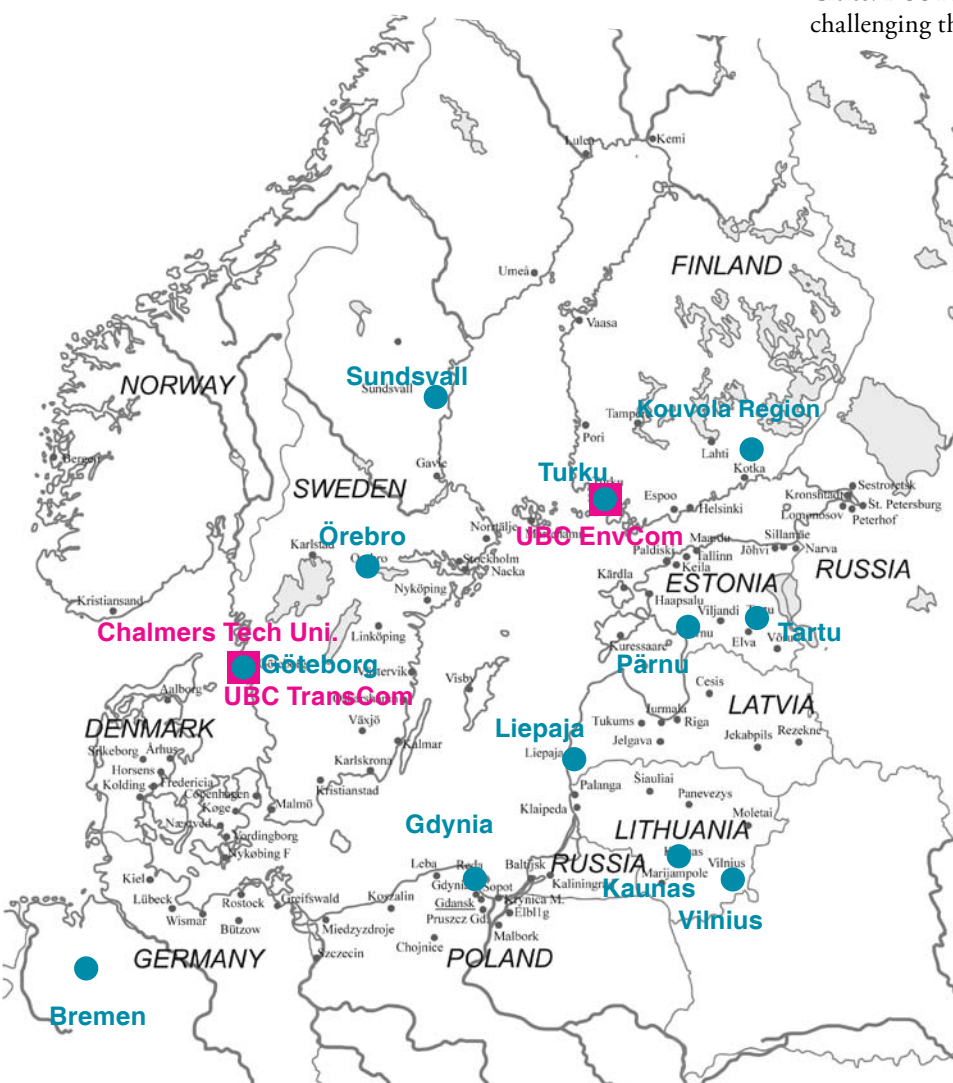 challenging th
Luleå
Kemi
FINLAND
Umeå
Vaasa
NORWAY
Sundsvall
Sundsvall
Kouvola Region
Pori
Lahti
Bergen
Gavle
Turku
Kotka
SWEDEN
Espoo
Helsinki
Sestroretsk
Kronshtadt
St. Petersburg
Lomonosov
Peterhof
Norrtälje
UBC EnvCom
Örebro
Karlstad
Stockholm
Nacka
Maardu
Tallinn
Paldiski
Keila
Sillamäe
Jõhvi
Narva
RUSSIA
Kärdla
ESTONIA
Nyköping
Haapsalu
Viljandi
Kristiansand
Elva
Tartu
Chalmers Tech Uni.
Linköping
Kuressaare
Göteborg
Pärnu
UBC TransCom
Visby
Cesis
Aalborg
LATVIA
DENMARK
Växjö
Liepaja
Liepaja
Tukums
Jurmala
Riga
Jelgava
Jekabpils
Rezekne
Silkeborg
Århus
Kalmar
Karlskrona
Horsens
Kolding
Fredericia
Copenhagen
Køge
Malmö
Kristianstad
Palanga
Šiauliai
Panevezys
Klaipeda
Moletai
Næstved
Vordingborg
Nykøbing F
Gdynia
LITHUANIA
RUSSIA
Vilnius
Marijampole
Kaunas
Vilnius
Kiel
Leba
Reda
Baltijsk
Gdynia
Sopot
Lübeck
Rostock
Greifswald
Koszalin
Gdansk
Krynica M.
Wismar
Bützow
Miedzyzdroje
Pruszcz Gd.
Chojnice
Malbork
Szczecin
GERMANY
POLAND
Bremen